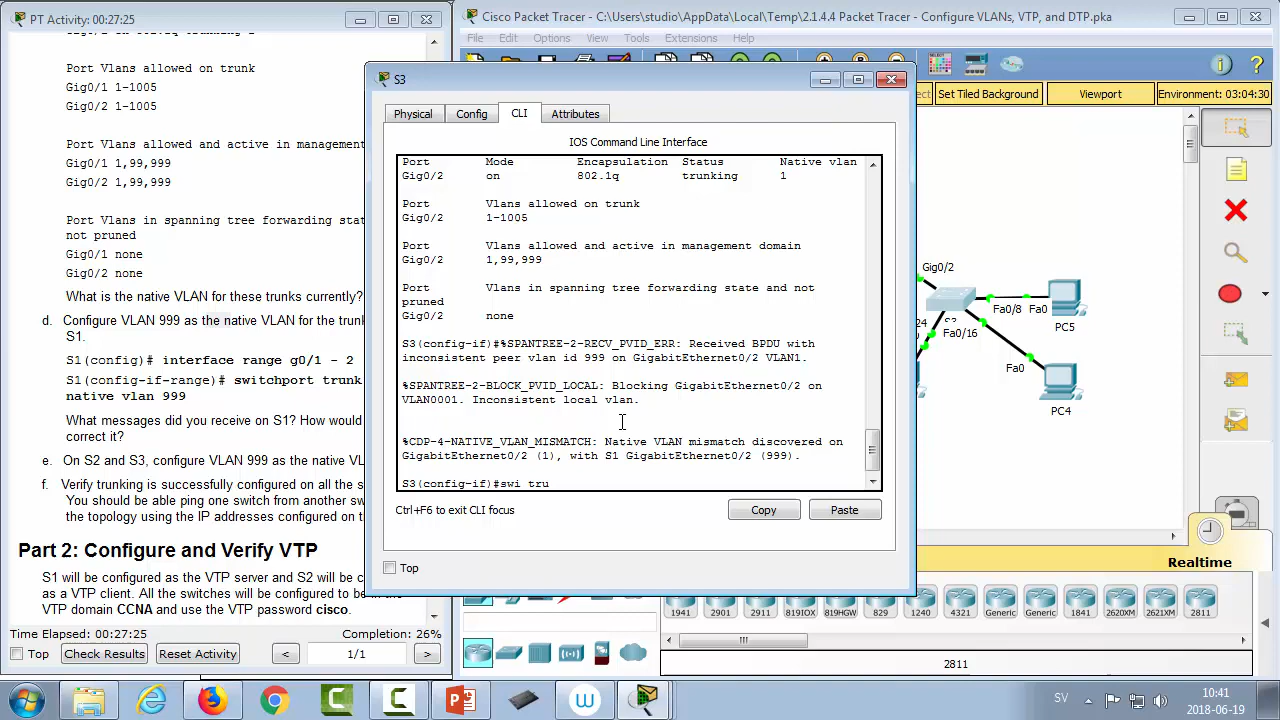 PT Activity: 00:27:25
Port Vlans allowed on trunk
Gig0/1 1-1005
Gig0/2 1-1005
Port Vlans allowed and active in management
Gig0/1 1,99,999
Gig0/2 1,99,999
Port Vlans in spanning tree forwarding stat
not pruned
Gig0/1 none
Gig0/2 none
What is the native VLAN for these trunks currently?
d. Configure VLAN 999 as the native VLAN for the trun
S1.
S1(config)# interface range g0/1 - 2
S1(config-if-range)# switchport trunk
native vlan 999
What messages did you receive on S1? How would
correct it?
e. On S2 and S3, configure VLAN 999 as the native VL
f. Verify trunking is successfully configured on all the s
You should be able ping one switch from another sw
the topology using the IP addresses configured on t
Part 2: Configure and Verify VTP
S1 will be configured as the VTP server and S2 will be c
as a VTP client. All the switches will be configured to be in the
VTP domain CCNA and use the VTP password cisco.
Time Elapsed: 00:27:25
Completion: 26%
Top
Check Results
Reset Activity
<
1/1
>
Cisco Packet Tracer - C:\Users\studio\AppData\Local\Temp\2.1.4.4 Packet Tracer - Configure VLANs, VTP, and DTP.pka
File Edit Options View Tools Extensions Help
Set Tiled Background
Viewport
Environment: 03:04:30
S3
Physical
Config
CLI
Attributes
IOS Command Line Interface
Port Mode Encapsulation Status Native vlan
Gig0/2 on 802.1q trunking 1
Port Vlans allowed on trunk
Gig0/2 1-1005
Port Vlans allowed and active in management domain
Gig0/2 1,99,999
Port Vlans in spanning tree forwarding state and not
pruned
Gig0/2 none
S3(config-if)#%SPANTREE-2-RECV_PVID_ERR: Received BPDU with
inconsistent peer vlan id 999 on GigabitEthernet0/2 VLAN1.
%SPANTREE-2-BLOCK_PVID_LOCAL: Blocking GigabitEthernet0/2 on
VLAN0001. Inconsistent local vlan.
%CDP-4-NATIVE_VLAN_MISMATCH: Native VLAN mismatch discovered on
GigabitEthernet0/2 (1), with S1 GigabitEthernet0/2 (999).
S3(config-if)#swi tru
Ctrl+F6 to exit CLI focus
Copy
Paste
Top
Gig0/2
Fa0/8
Fa0
PC5
Fa0/16
Fa0
PC4
Realtime
1941
2901
2911
819IOX
819HGW
829
1240
4321
Generic
Generic
1841
2620XM
2621XM
2811
2811
SV
10:41
2018-06-19